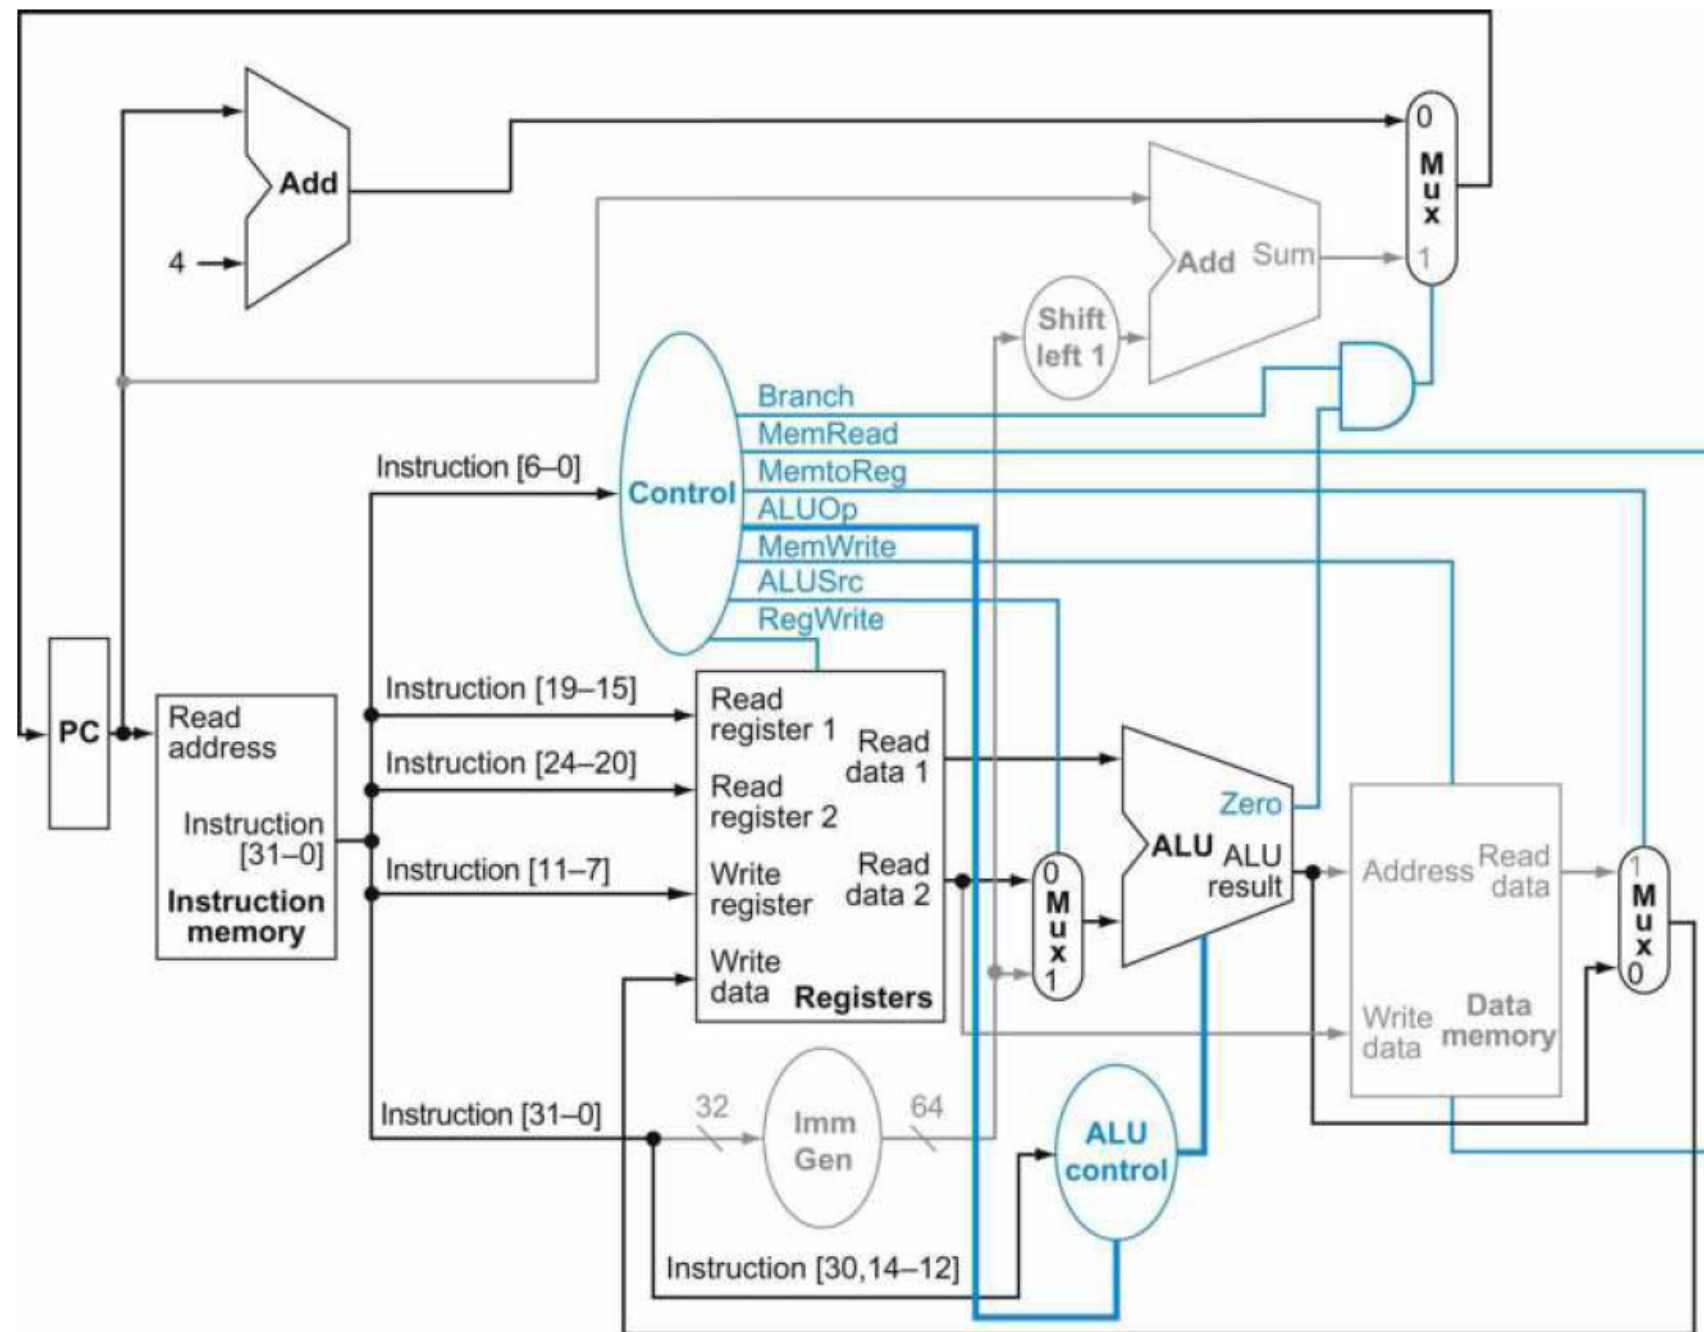 Add
4
0
M
u
x
1
Add Sum
Shift
left 1
Branch
MemRead
MemtoReg
ALUOp
MemWrite
ALUSrc
RegWrite
Control
Instruction [6–0]
PC
Read
address
Instruction
[31–0]
Instruction
memory
Instruction [19–15]
Instruction [24–20]
Instruction [11–7]
Instruction [31–0]
Read
register 1
Read
register 2
Write
register
Write
data
Read
data 1
Read
data 2
Registers
0
M
u
x
1
Zero
ALU
ALU
result
Address
Read
data
Write
data
Data
memory
1
M
u
x
0
32
Imm
Gen
64
ALU
control
Instruction [30,14–12]